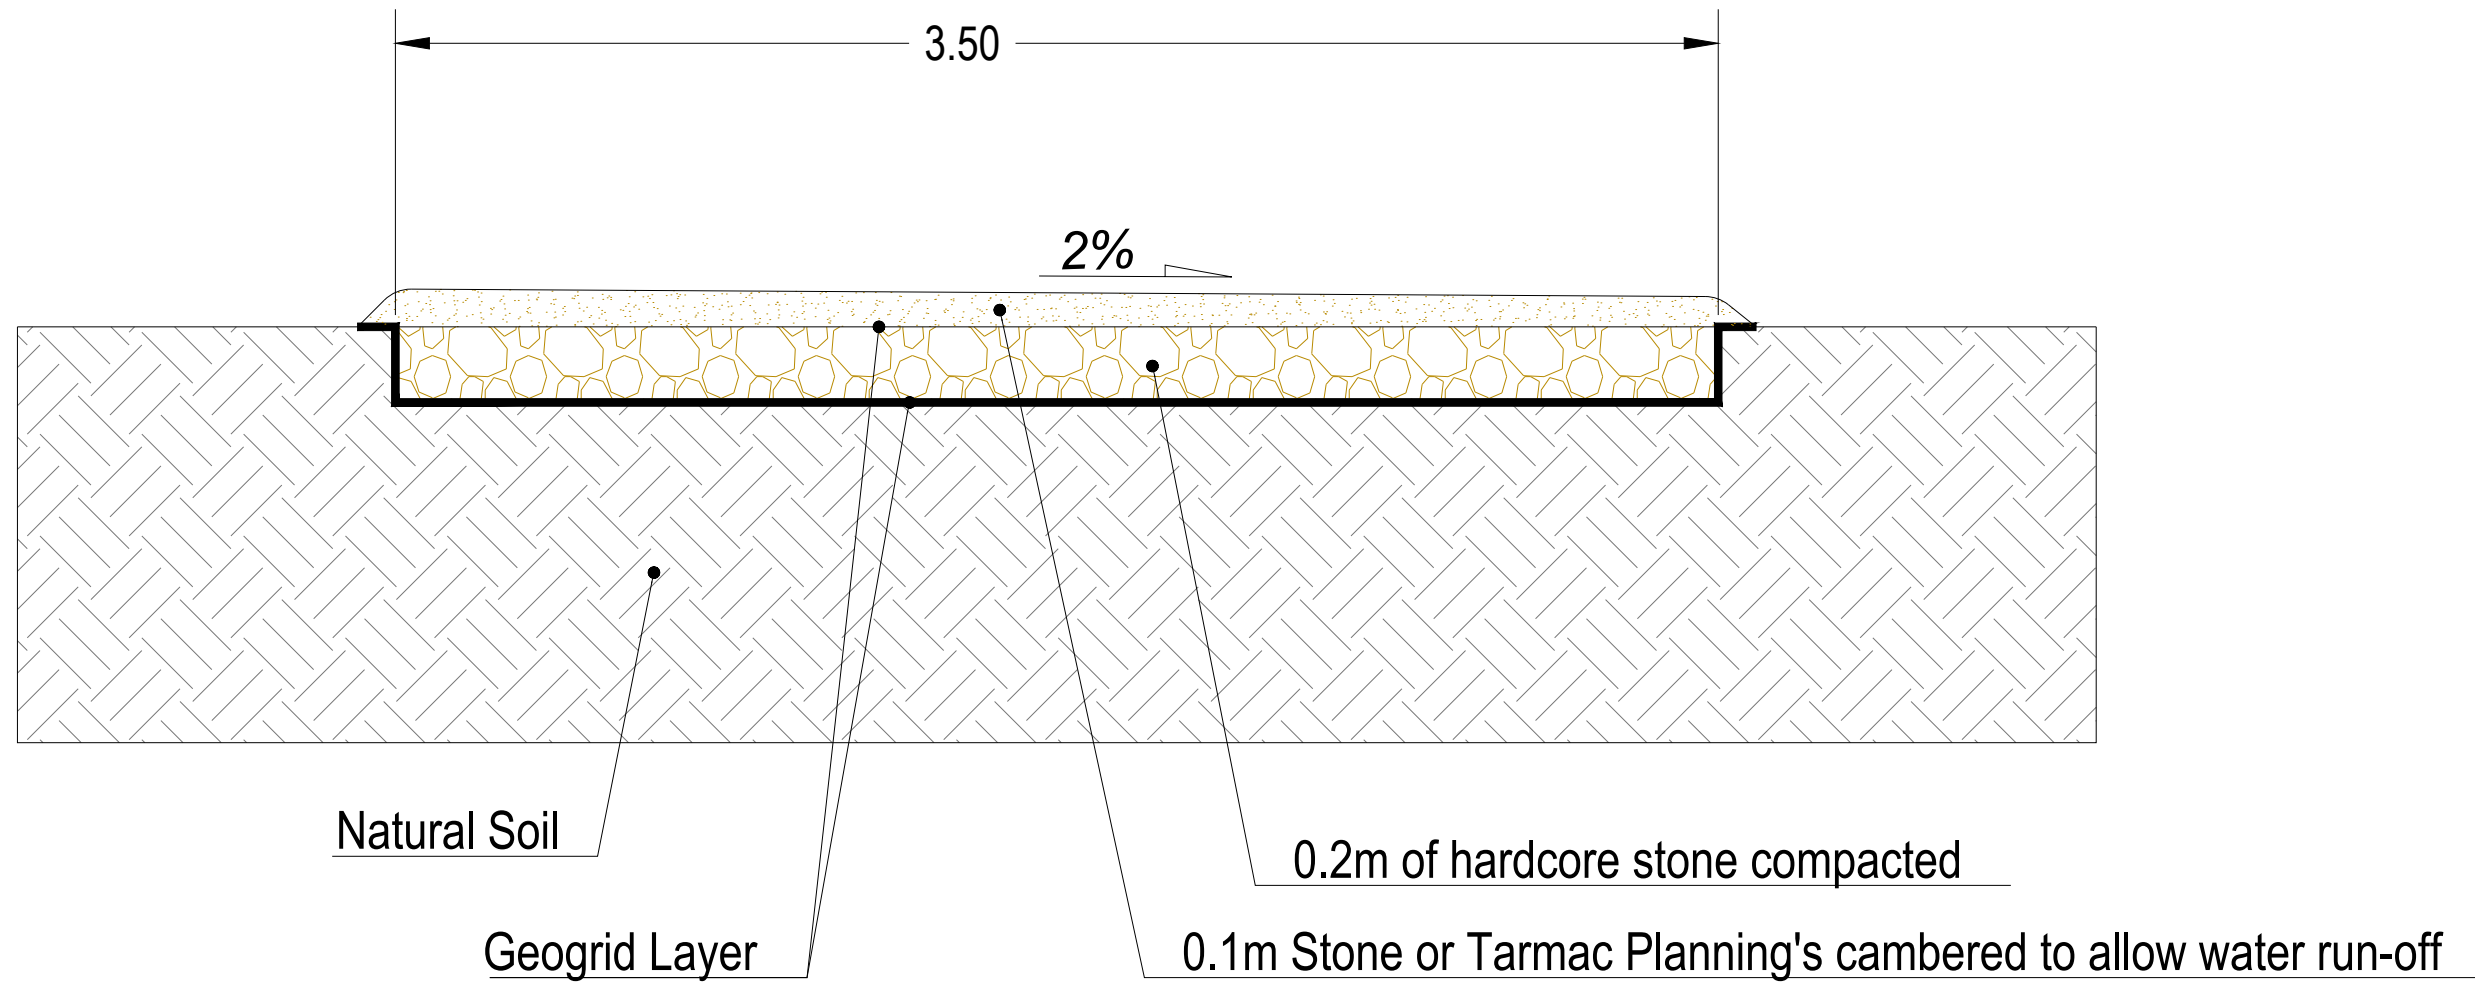 3.50
2%
Natural Soil
0.2m of hardcore stone compacted
Geogrid Layer
0.1m Stone or Tarmac Planning's cambered to allow water run-off